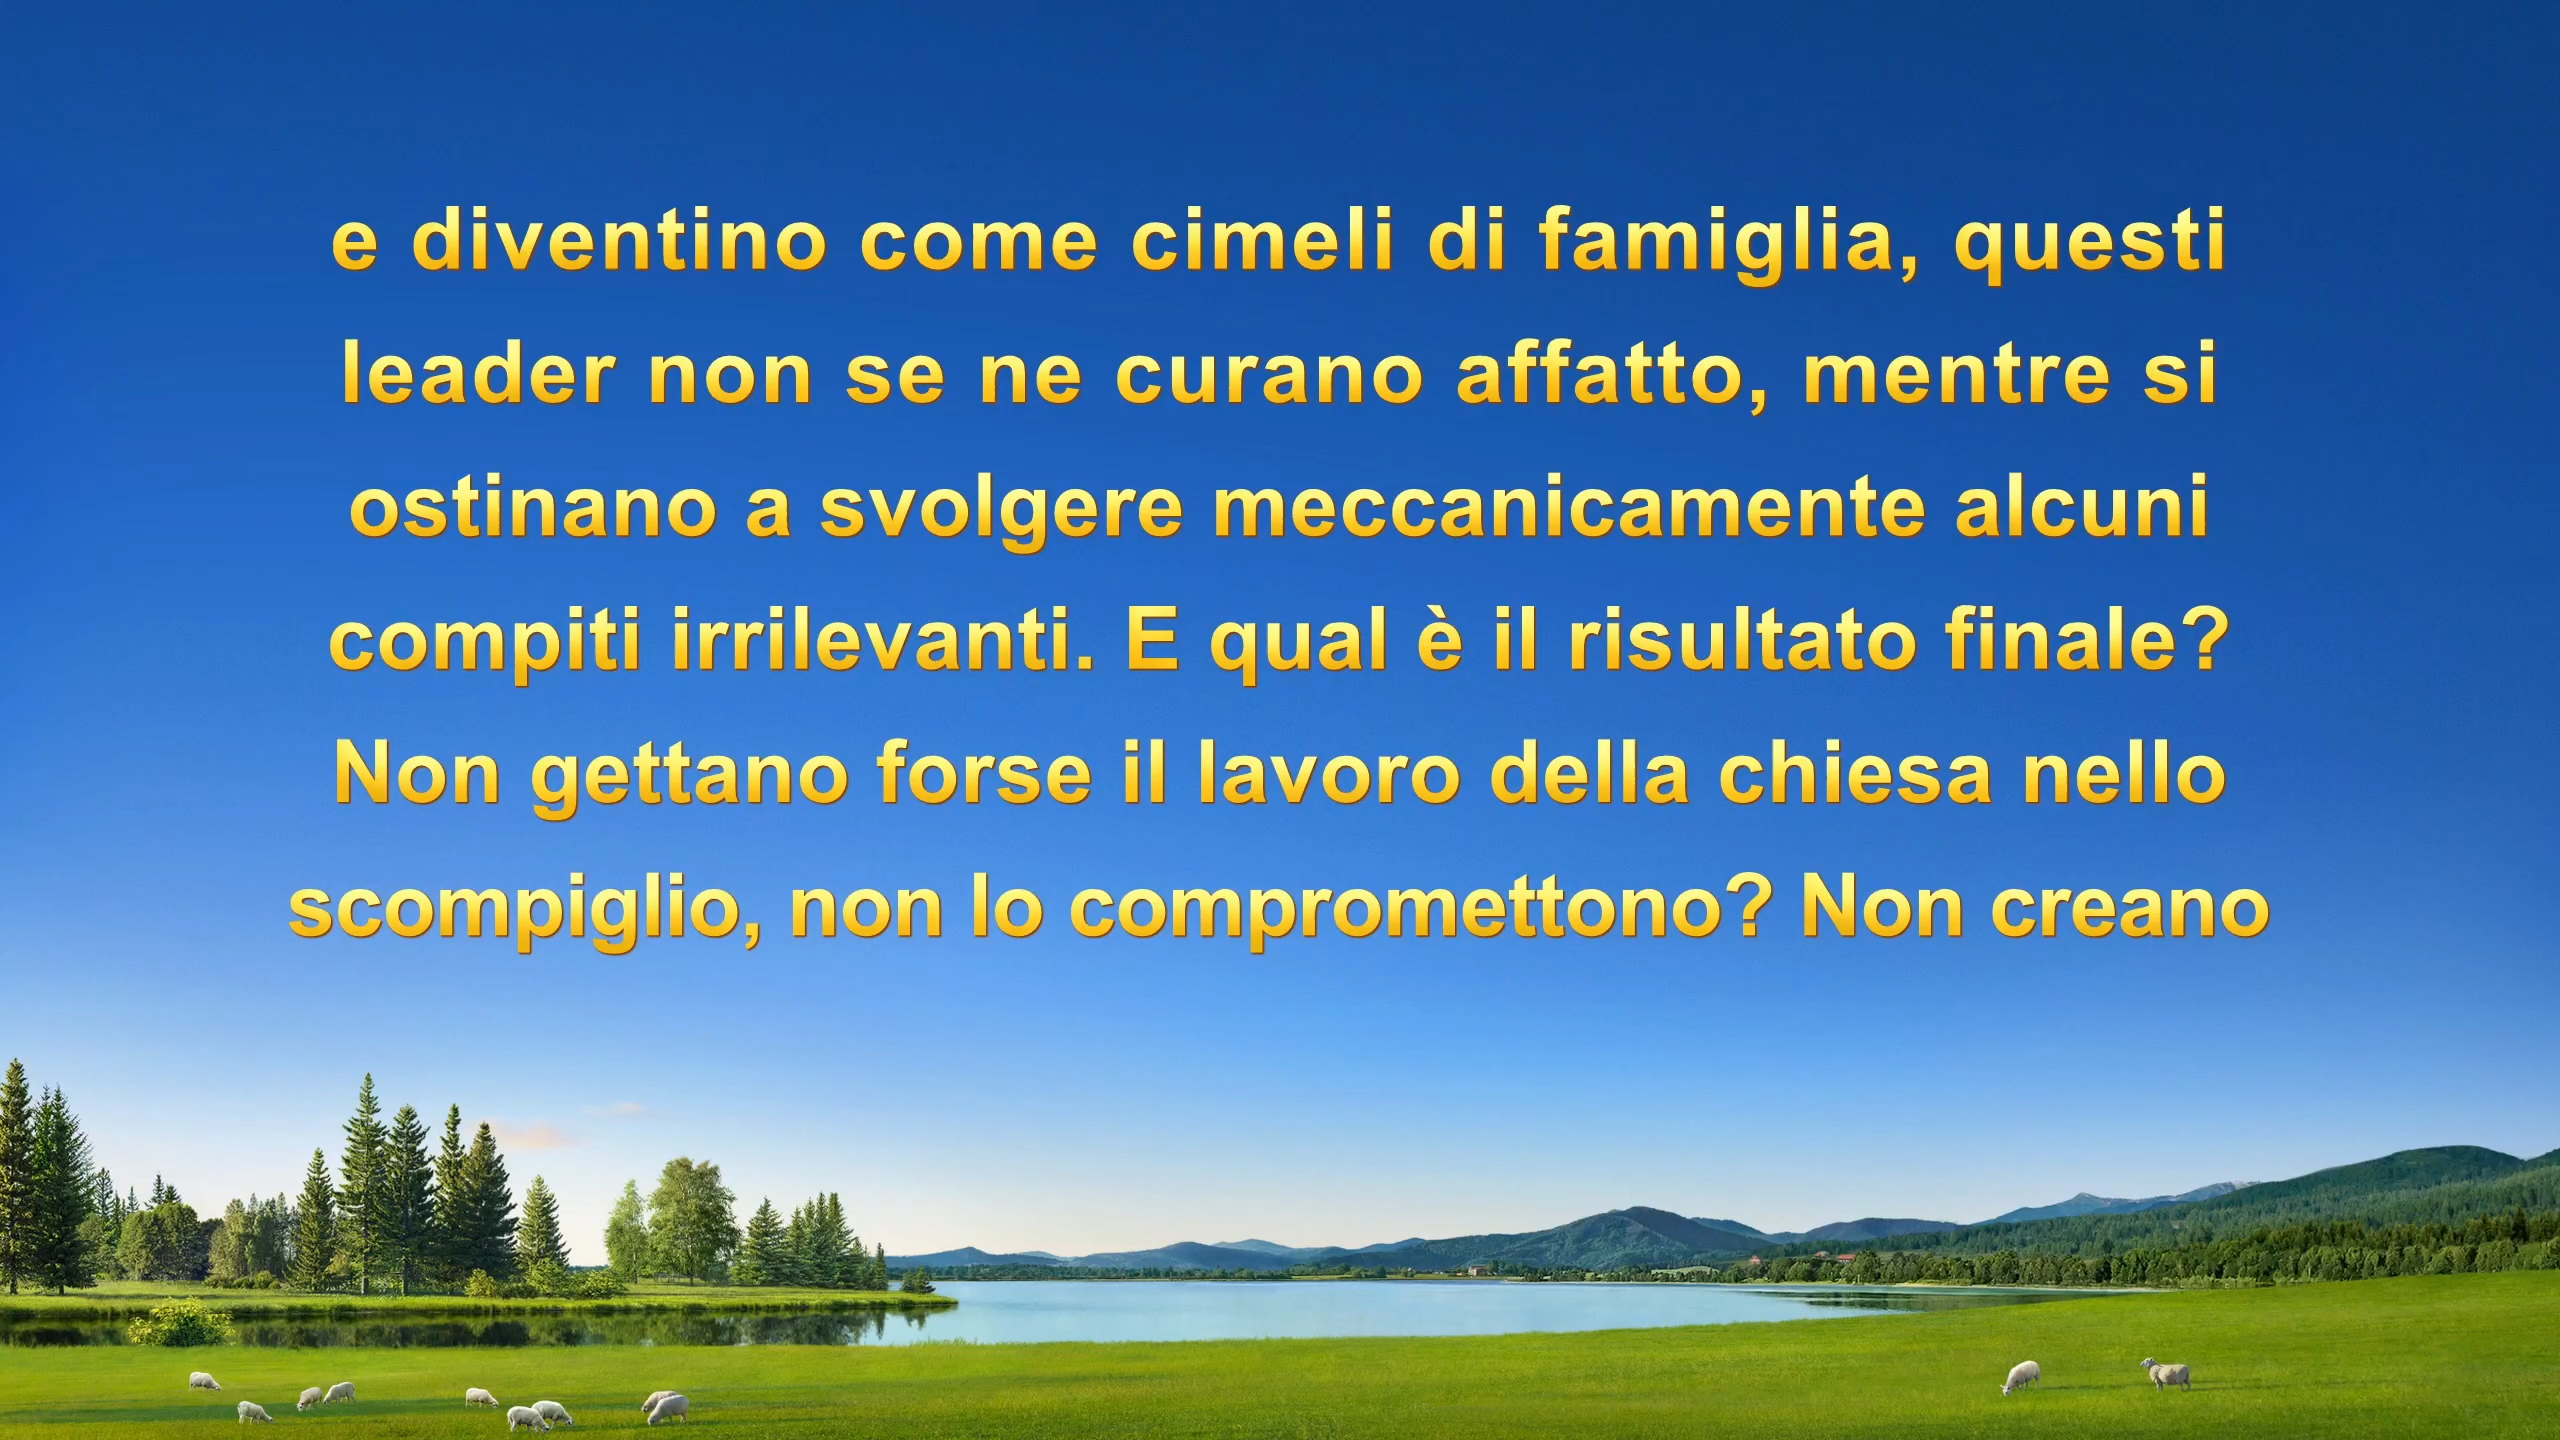 e diventino come cimeli di famiglia, questi
leader non se ne curano affatto, mentre si
ostinano a svolgere meccanicamente alcuni
compiti irrilevanti. E qual è il risultato finale?
Non gettano forse il lavoro della chiesa nello
scompiglio, non lo compromettono? Non creano